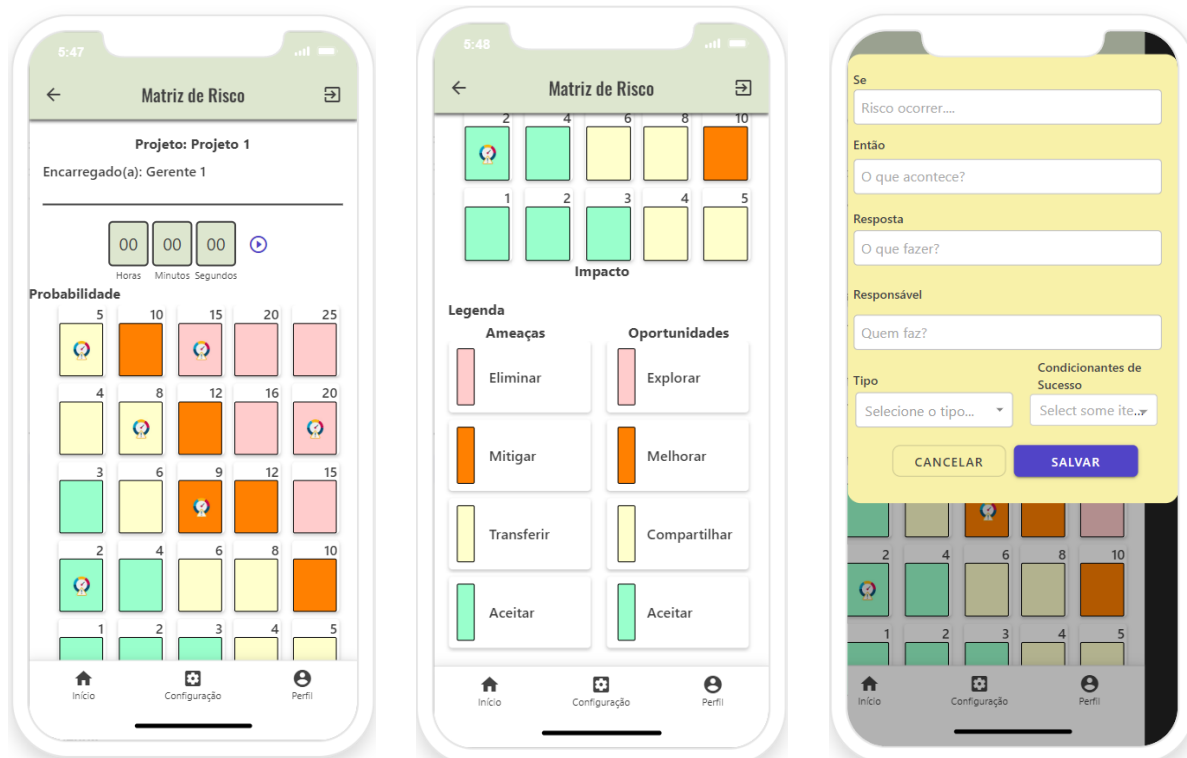 5:47
Matriz de Risco
Projeto: Projeto 1
Encarregado(a): Gerente 1
00 00 00
Horas Minutos Segundos
Probabilidade
5 10 15 20 25
4 8 12 16 20
3 6 9 12 15
2 4 6 8 10
1 2 3 4 5
Início Configuração Perfil
5:48
Matriz de Risco
2 4 6 8 10
1 2 3 4 5
Impacto
Legenda
Ameaças Oportunidades
Eliminar Explorar
Mitigar Melhorar
Transferir Compartilhar
Aceitar Aceitar
Início Configuração Perfil
Se
Risco ocorrer....
Então
O que acontece?
Resposta
O que fazer?
Responsável
Quem faz?
Tipo
Condicionantes de
Sucesso
Selecione o tipo...
Select some ite...
CANCELAR SALVAR
2 4 6 8 10
1 2 3 4 5
Início Configuração Perfil